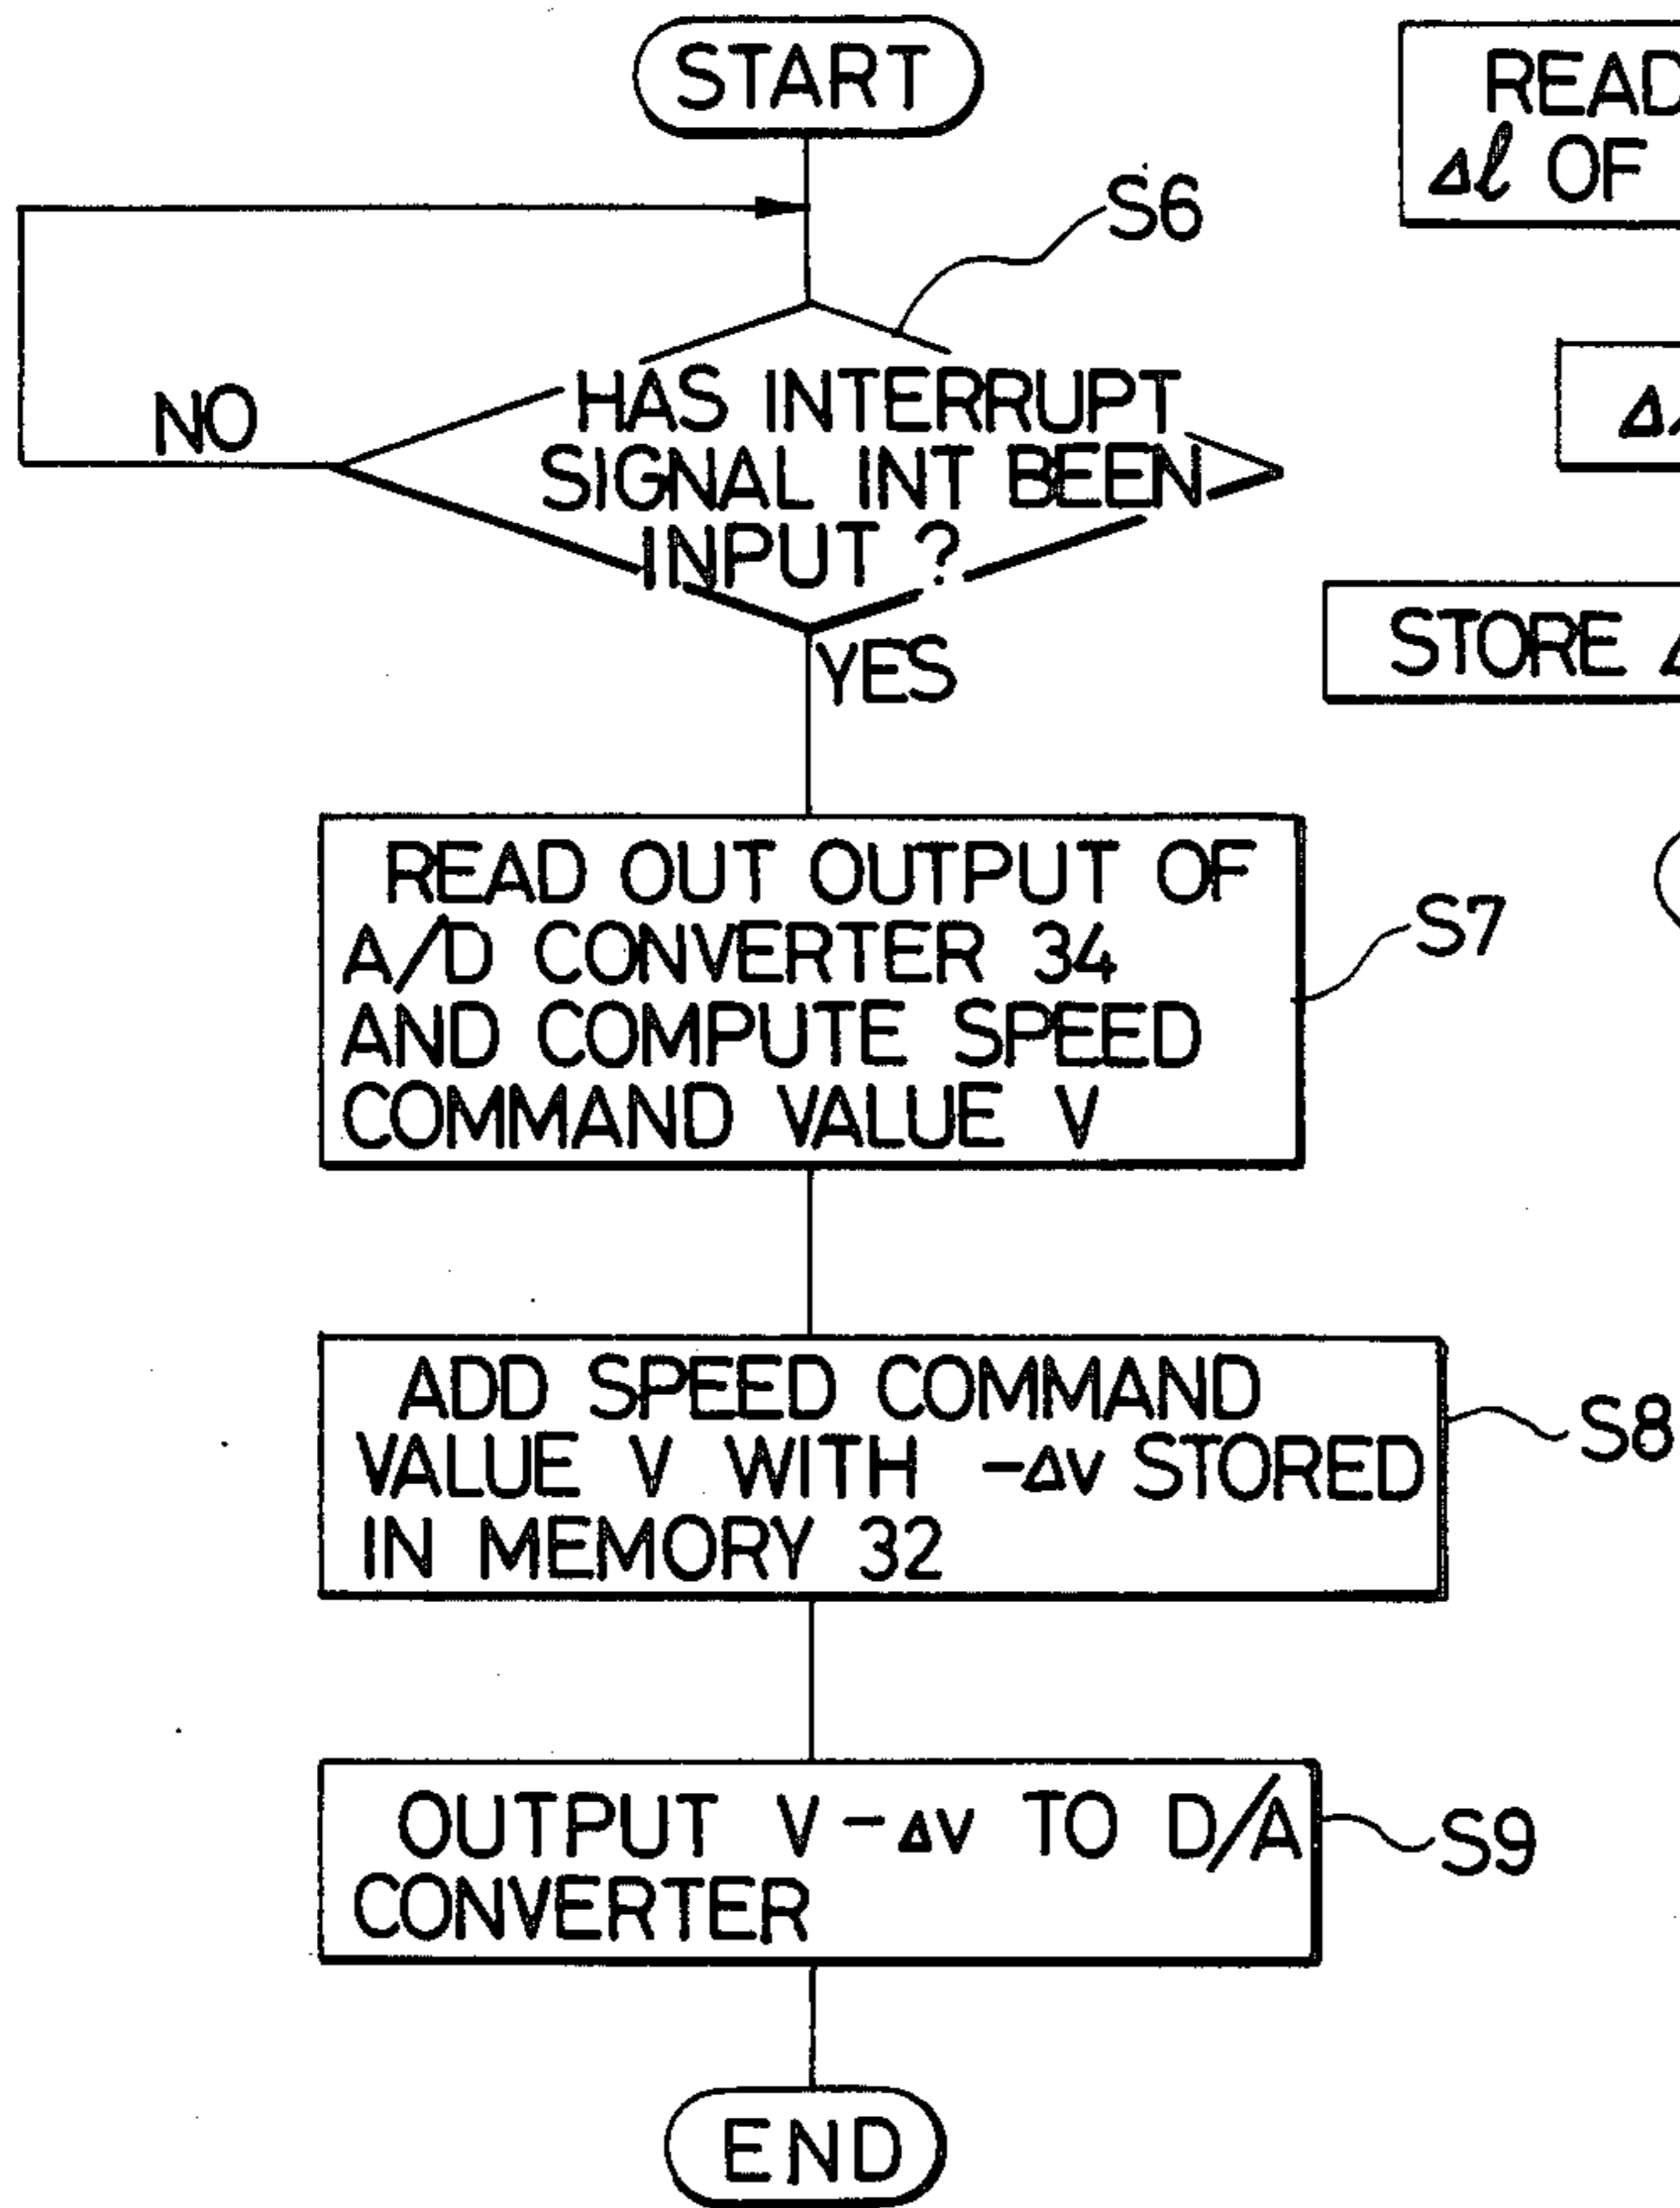 START
S6
NO
HAS INTERRUPT
SIGNAL INT BEEN
INPUT ?
YES
READ OUT OUTPUT OF
A/D CONVERTER 34
AND COMPUTE SPEED
COMMAND VALUE V
S7
ADD SPEED COMMAND
VALUE V WITH -ΔV STORED
IN MEMORY 32
S8
OUTPUT V-ΔV TO D/A
CONVERTER
S9
END
READ
Δℓ OF
STORE